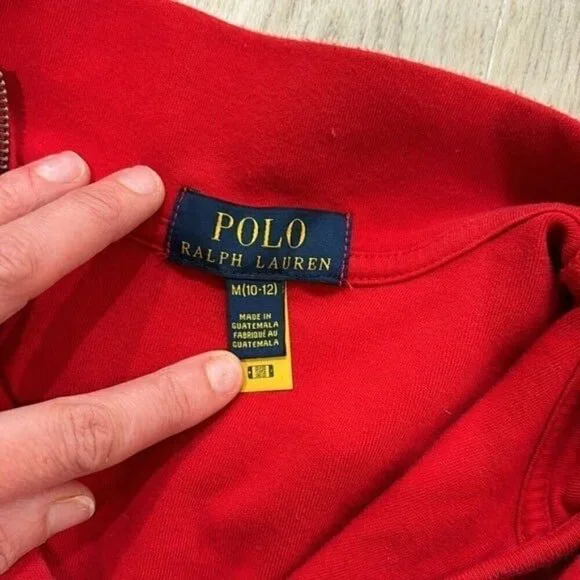 POLO
RALPH LAUREN
M(10-12)
MADE IN
GUATEMALA
FABRIQUÉ AU
GUATEMALA